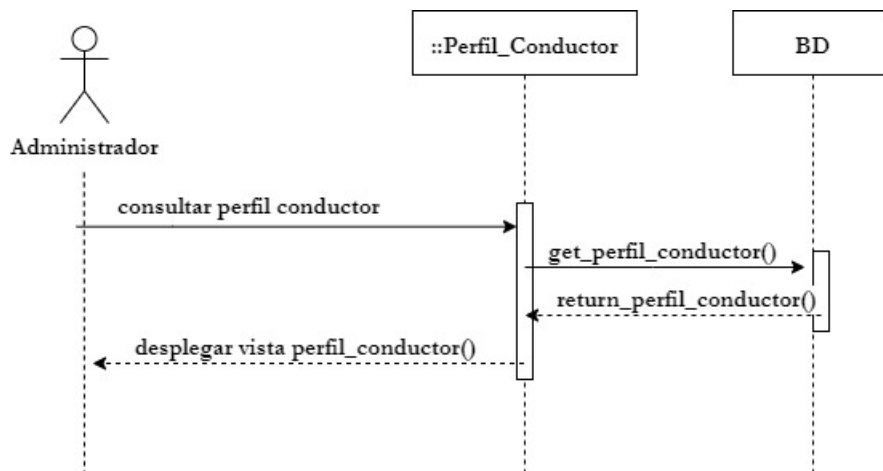 ::Perfil_Conductor
BD
Administrador
consultar perfil conductor
get_perfil_conductor()
return_perfil_conductor()
desplegar vista perfil_conductor()